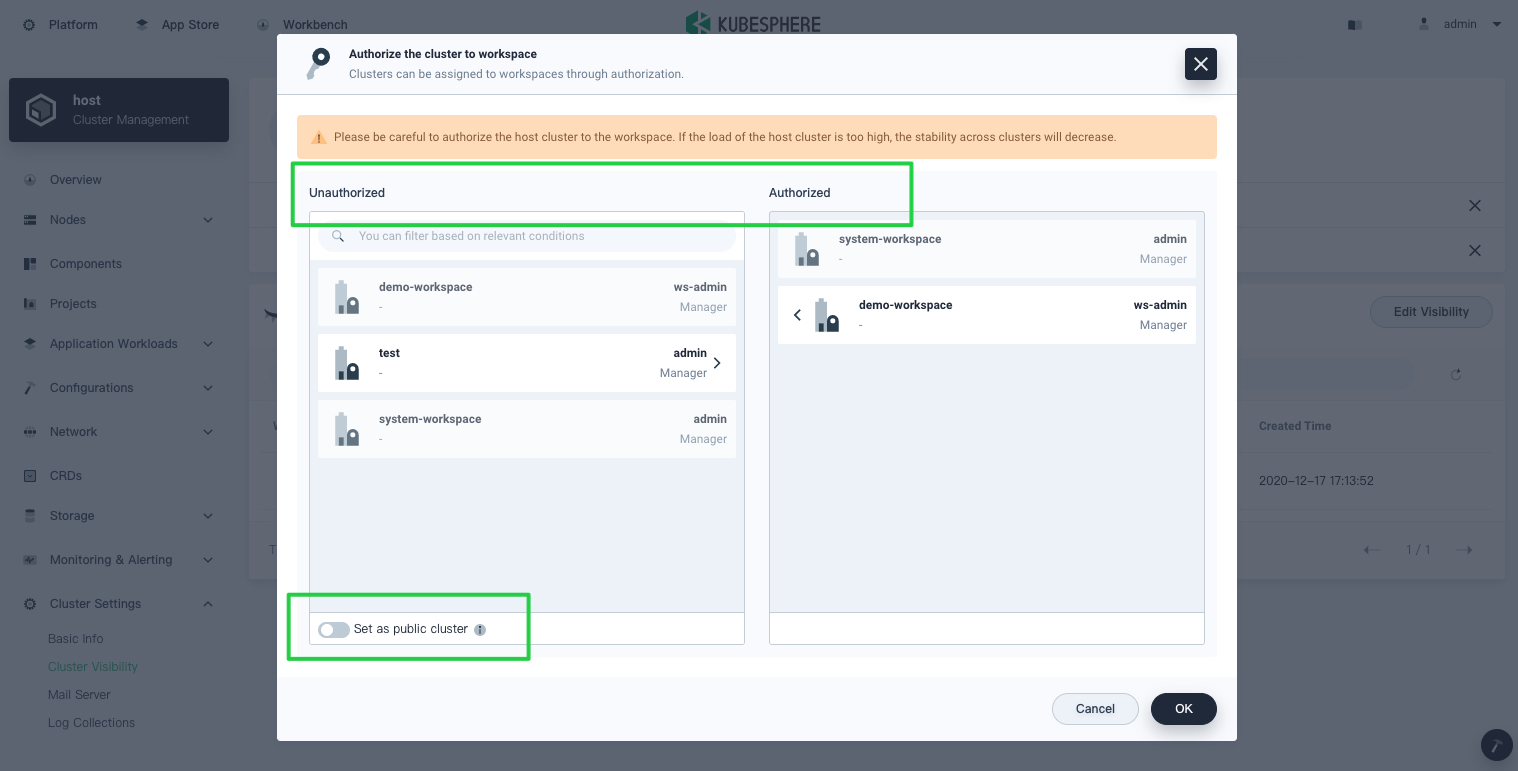 Platform
App Store
Workbench
KUBESPHERE
admin
host
Cluster Management
Overview
Nodes
Components
Projects
Application Workloads
Configurations
Network
CRDs
Storage
Monitoring & Alerting
Cluster Settings
Basic Info
Cluster Visibility
Mail Server
Log Collections
Authorize the cluster to workspace
Clusters can be assigned to workspaces through authorization.
Please be careful to authorize the host cluster to the workspace. If the load of the host cluster is too high, the stability across clusters will decrease.
Unauthorized
You can filter based on relevant conditions
demo-workspace
ws-admin
-
Manager
test
admin
-
Manager
system-workspace
admin
-
Manager
Set as public cluster
Authorized
system-workspace
admin
-
Manager
demo-workspace
ws-admin
-
Manager
Cancel
OK
Edit Visibility
Created Time
2020-12-17 17:13:52
1 / 1